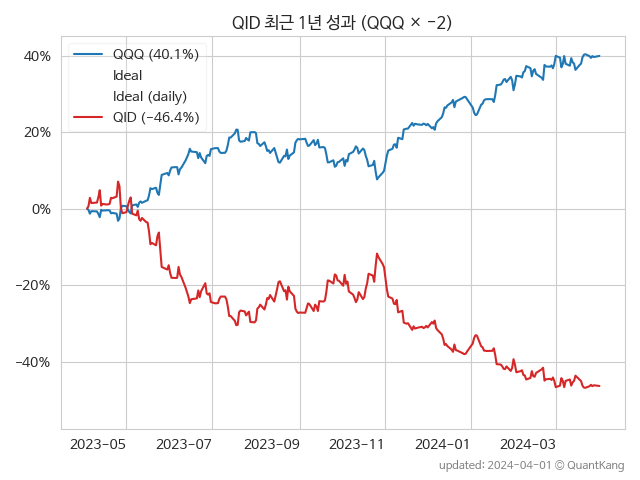 QID 최근 1년 성과 (QQQ × −2)
40%
20%
0%
−20%
−40%
QQQ (40.1%)
Ideal
Ideal (daily)
QID (−46.4%)
2023−05
2023−07
2023−09
2023−11
2024−01
2024−03
updated: 2024−04−01 © QuantKang